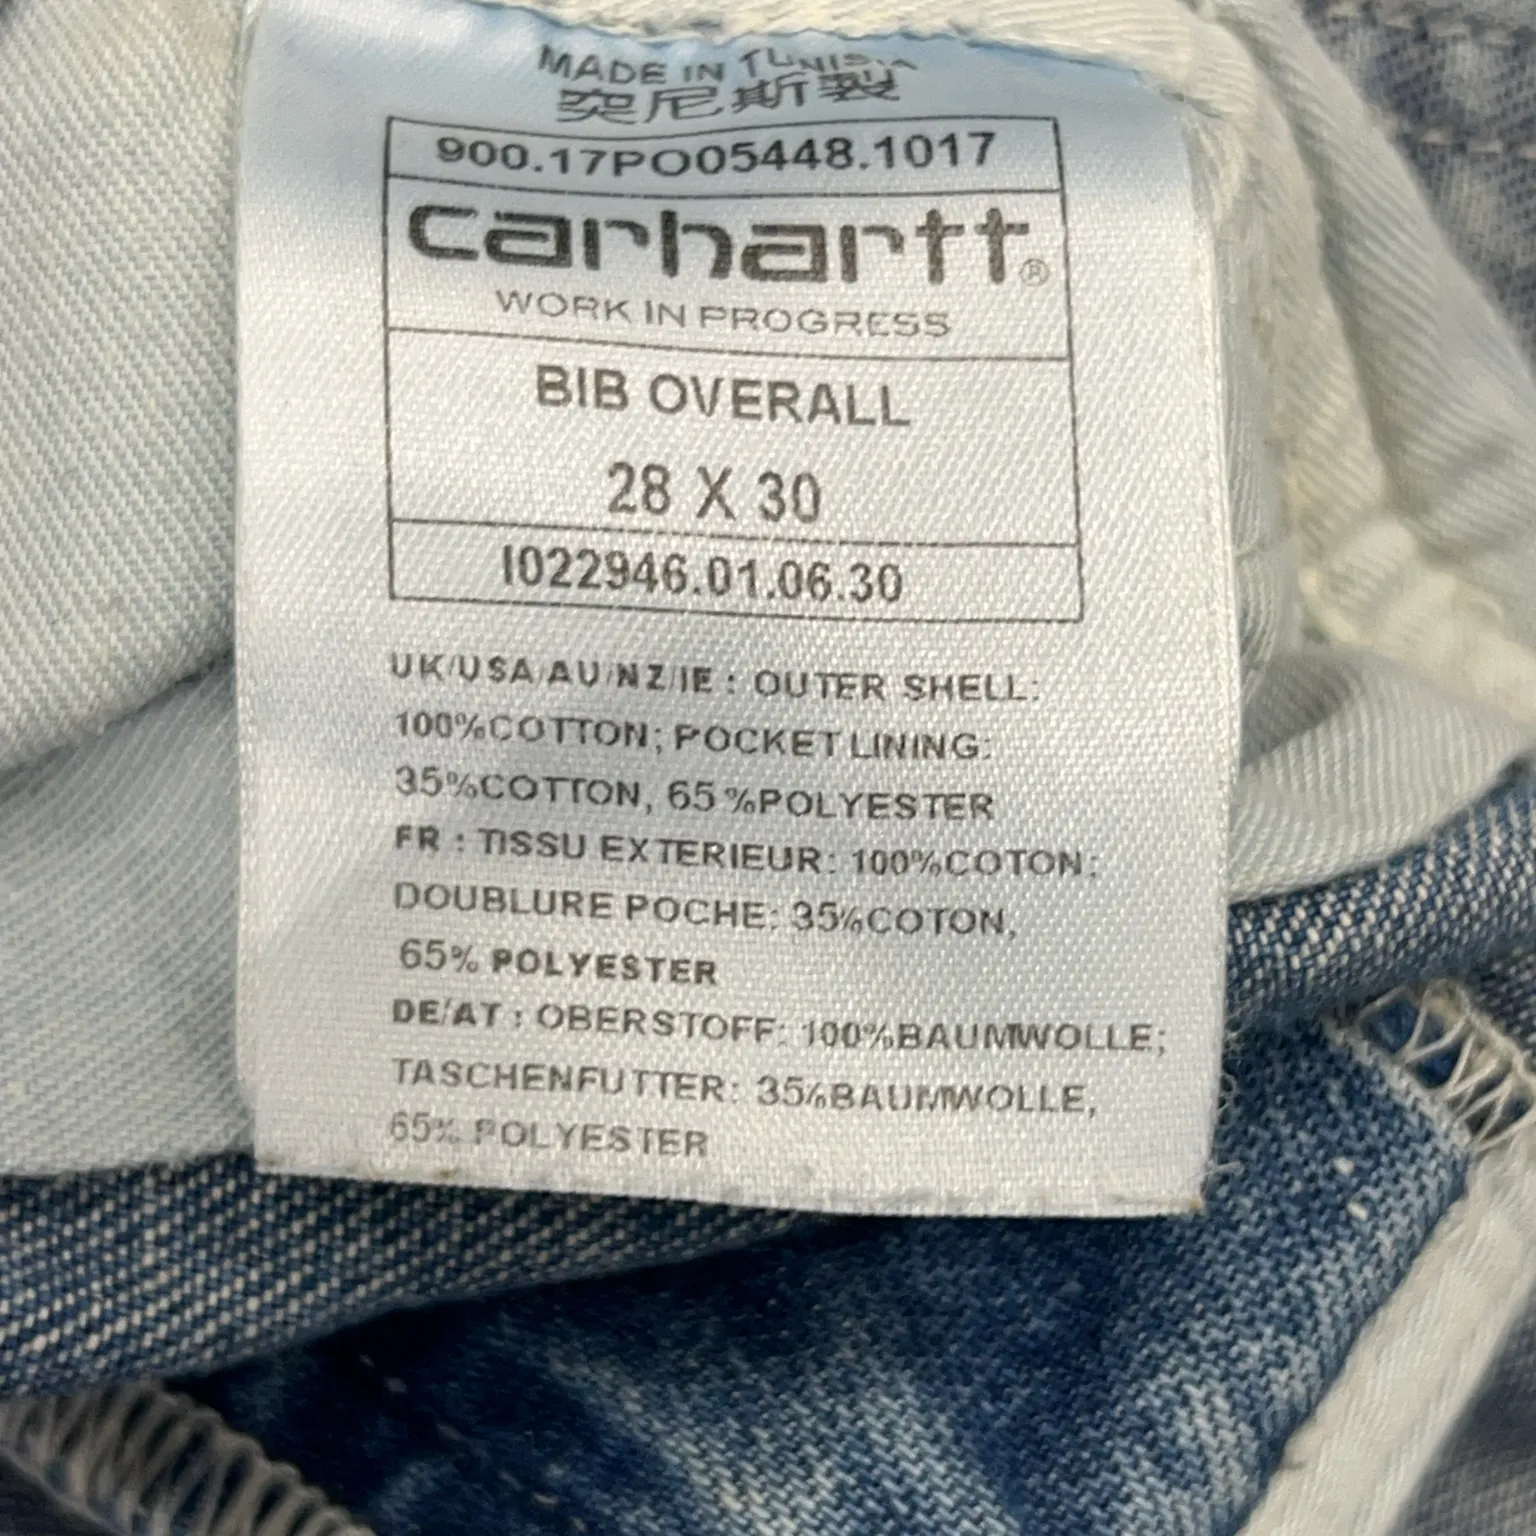 MADE IN TUNISIA
突尼斯製
900.17PO05448.1017
carhartt®
WORK IN PROGRESS
BIB OVERALL
28 X 30
I022946.01.06.30
UK/USA/AU/NZ/IE : OUTER SHELL:
100%COTTON; POCKET LINING:
35%COTTON, 65%POLYESTER
FR : TISSU EXTERIEUR: 100%COTON;
DOUBLURE POCHE: 35%COTON,
65% POLYESTER
DE/AT : OBERSTOFF: 100%BAUMWOLLE;
TASCHENFUTTER: 35%BAUMWOLLE,
65% POLYESTER